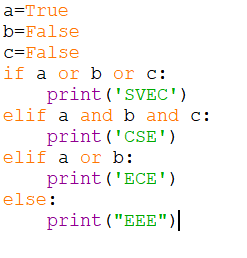 a=True
b=False
c=False
if a or b or c:
    print('SVEC')
elif a and b and c:
    print('CSE')
elif a or b:
    print('ECE')
else:
    print("EEE")